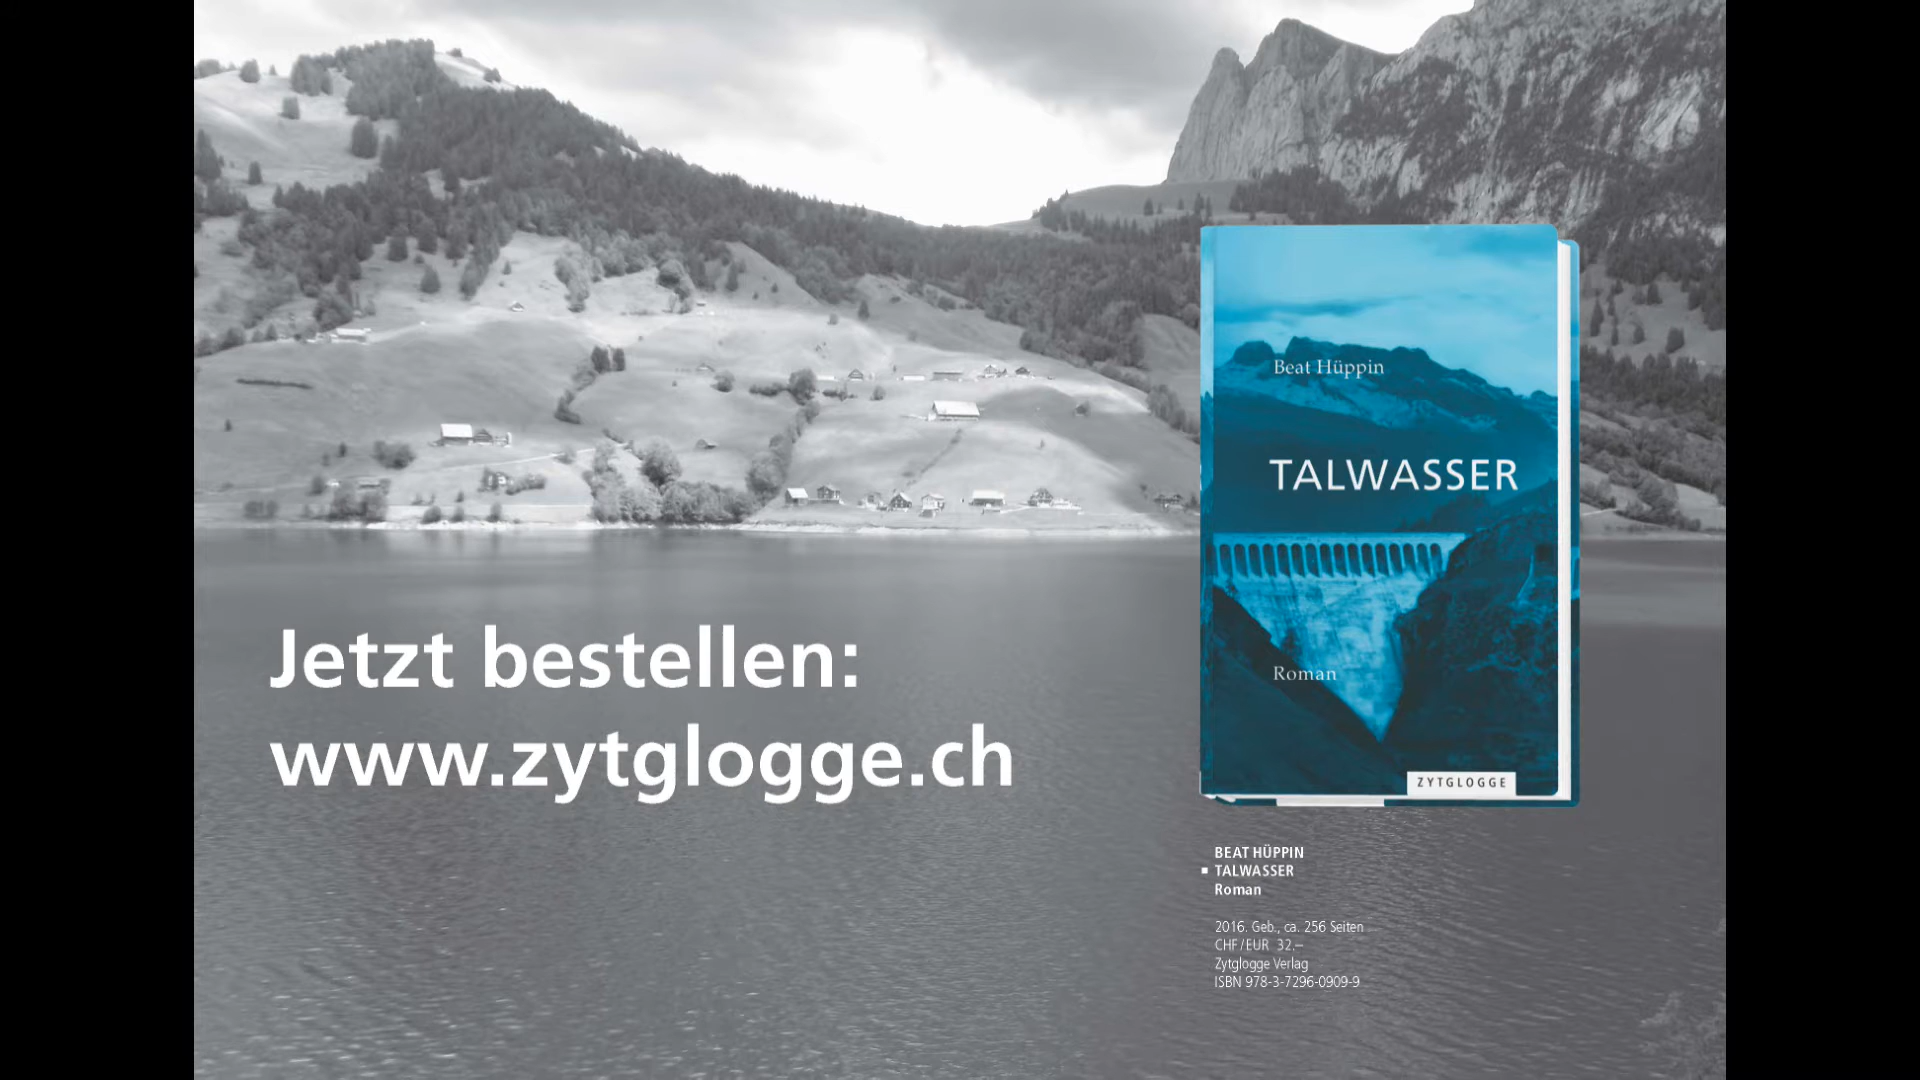 Jetzt bestellen:
www.zytglogge.ch
Beat Hüppin
TALWASSER
Roman
ZYTGLOGGE
BEAT HÜPPIN
TALWASSER
Roman
2016. Geb., ca. 256 Seiten
CHF/EUR 32.–
Zytglogge Verlag
ISBN 978-3-7296-0909-9